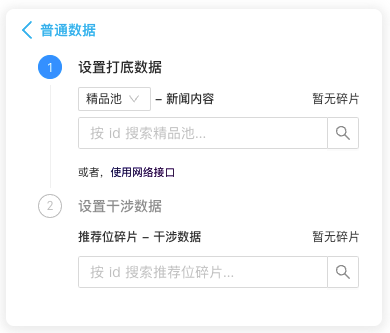 普通数据
1 设置打底数据
精品池 – 新闻内容 暂无碎片
按 id 搜索精品池...
或者，使用网络接口
2 设置干涉数据
推荐位碎片 – 干涉数据 暂无碎片
按 id 搜索推荐位碎片...